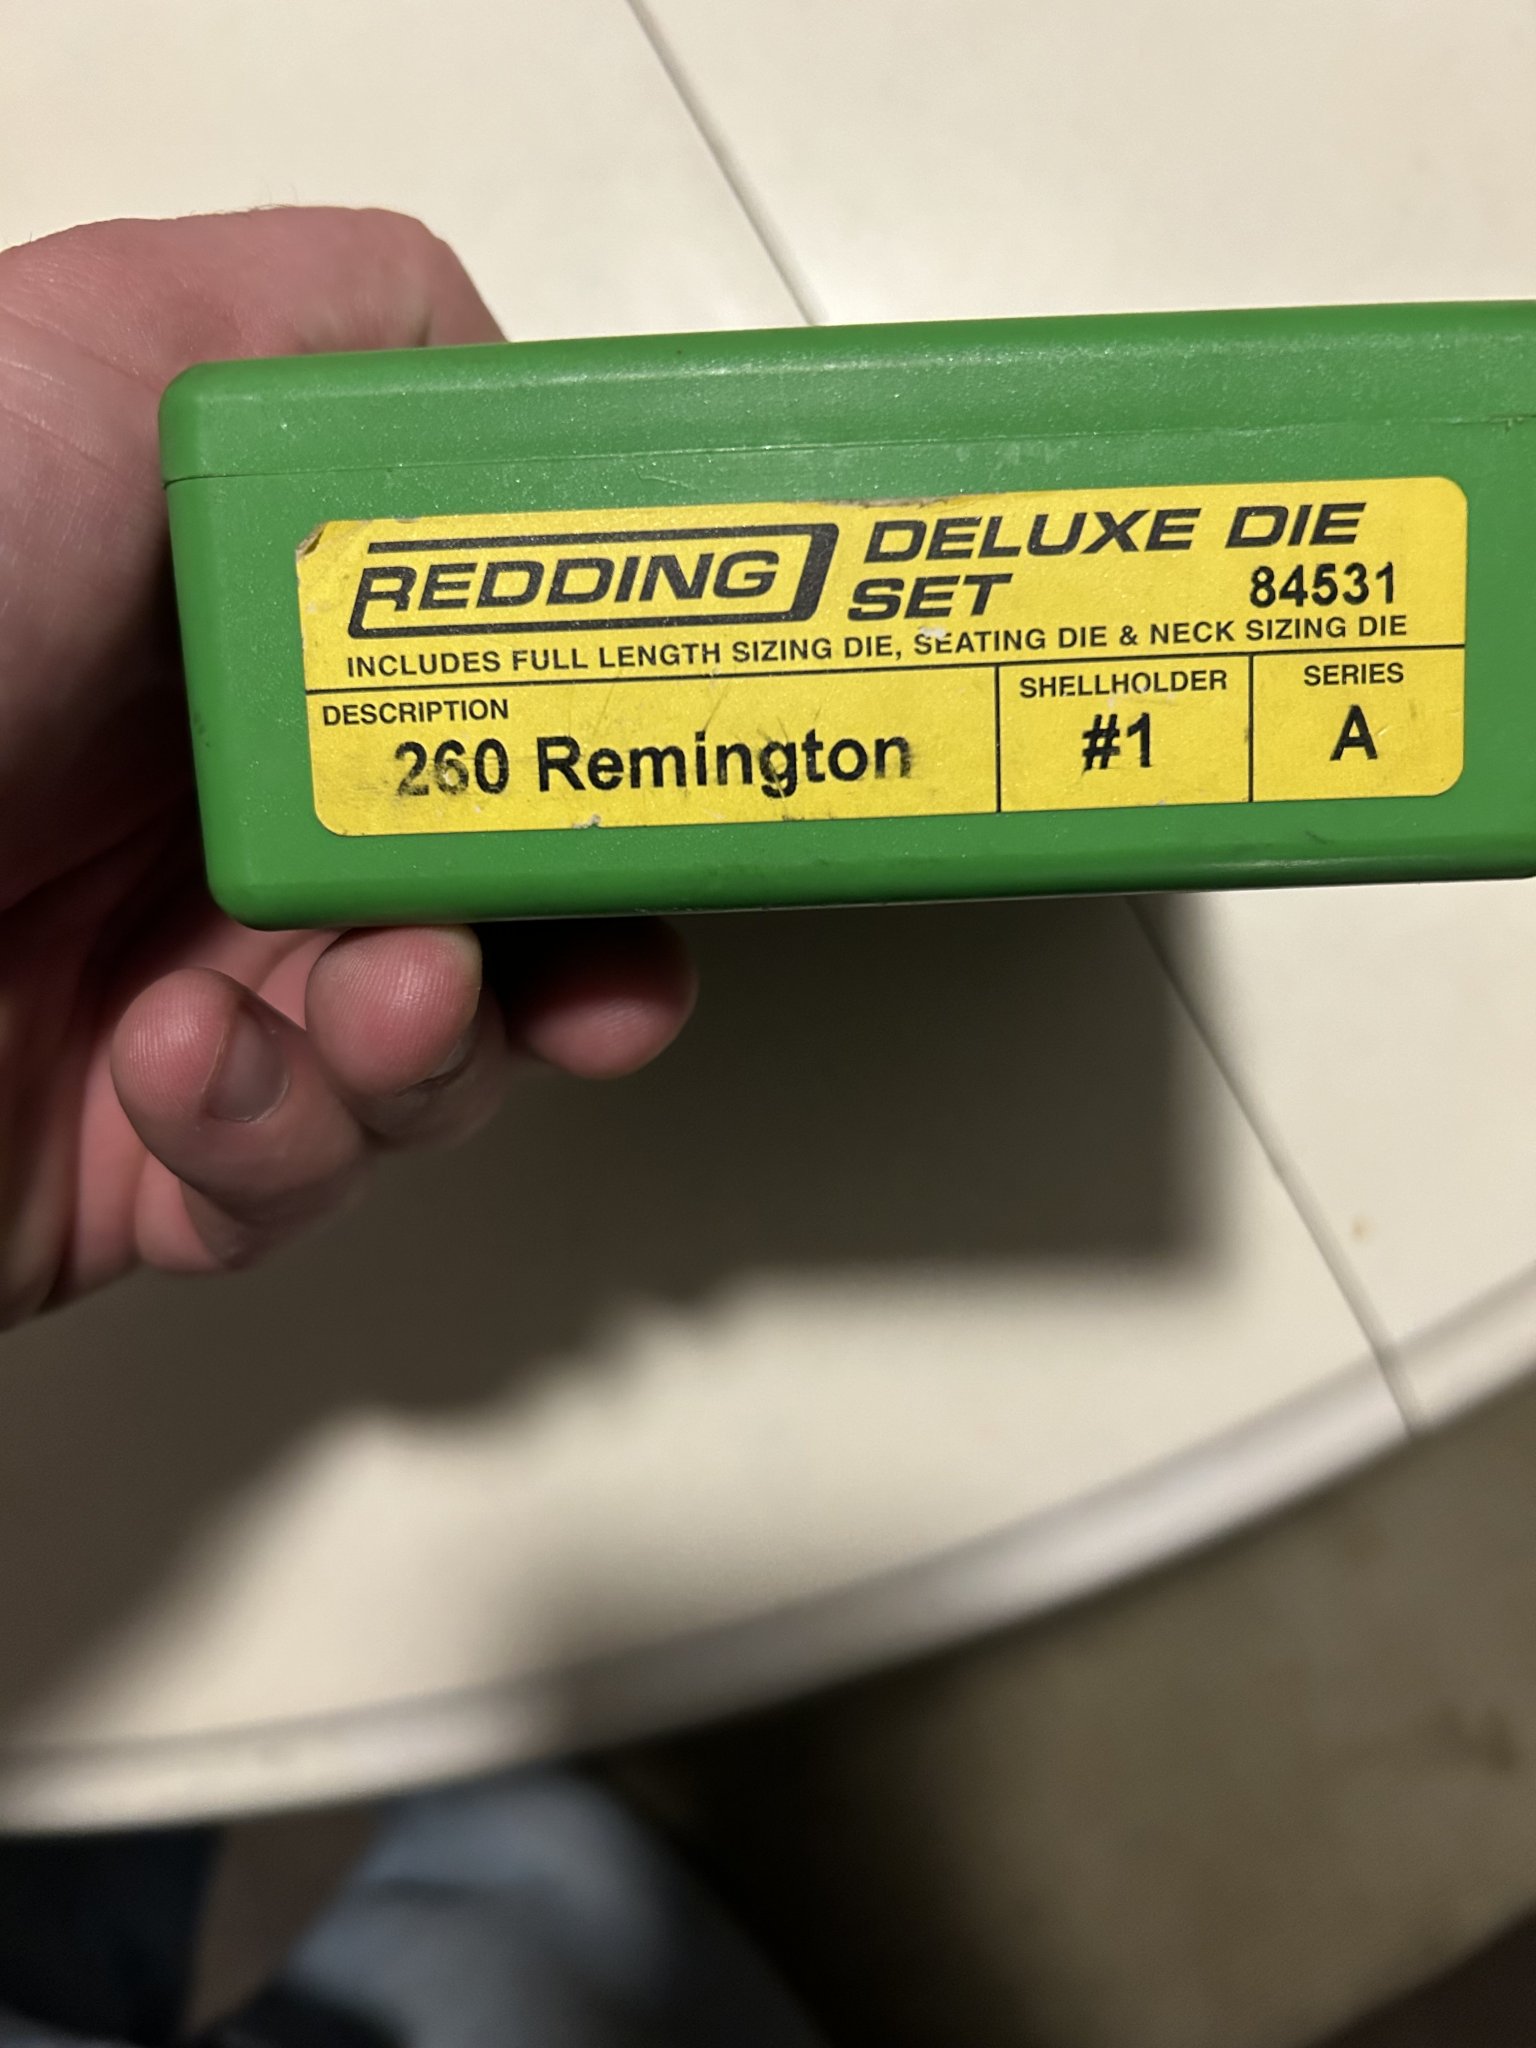 REDDING DELUXE DIE
SET 84531
INCLUDES FULL LENGTH SIZING DIE, SEATING DIE & NECK SIZING DIE
DESCRIPTION
260 Remington
SHELLHOLDER
#1
SERIES
A